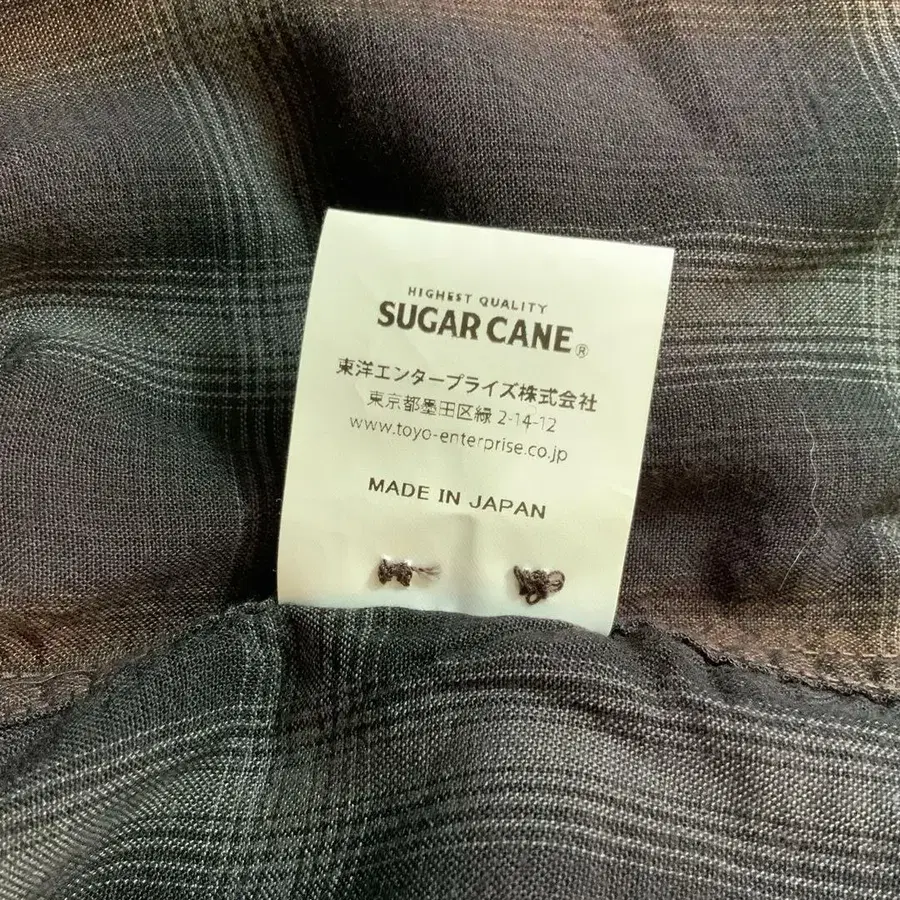 HIGHEST QUALITY
SUGAR CANE®
東洋エンタープライズ株式会社
東京都墨田区緑 2-14-12
www.toyo-enterprise.co.jp
MADE IN JAPAN